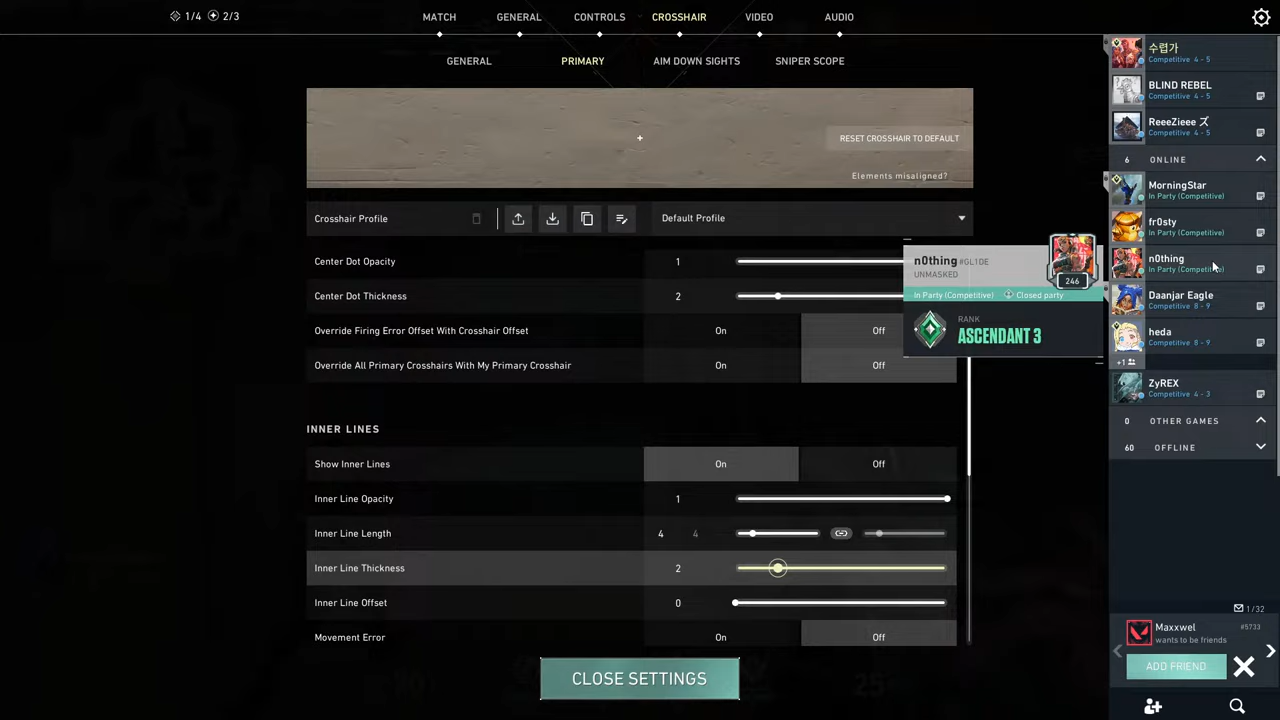 1/4 2/3
MATCH GENERAL CONTROLS CROSSHAIR VIDEO AUDIO
GENERAL PRIMARY AIM DOWN SIGHTS SNIPER SCOPE
RESET CROSSHAIR TO DEFAULT
Elements misaligned?
Crosshair Profile Default Profile
Center Dot Opacity 1
Center Dot Thickness 2
Override Firing Error Offset With Crosshair Offset On Off
Override All Primary Crosshairs With My Primary Crosshair On Off
INNER LINES
Show Inner Lines On Off
Inner Line Opacity 1
Inner Line Length 4 4
Inner Line Thickness 2
Inner Line Offset 0
Movement Error On Off
CLOSE SETTINGS
n0thing #GL1DE
UNMASKED
246
In Party (Competitive) Closed party
RANK
ASCENDANT 3
수렵가
Competitive 4 - 5
BLIND REBEL
Competitive 4 - 5
ReeeZieee ズ
Competitive 4 - 5
6 ONLINE
MorningStar
In Party (Competitive)
fr0sty
In Party (Competitive)
n0thing
In Party (Competitive)
Daanjar Eagle
Competitive 8 - 9
heda
Competitive 8 - 9
+1
ZyREX
Competitive 4 - 3
0 OTHER GAMES
60 OFFLINE
1/32
Maxxwel #5733
wants to be friends
ADD FRIEND